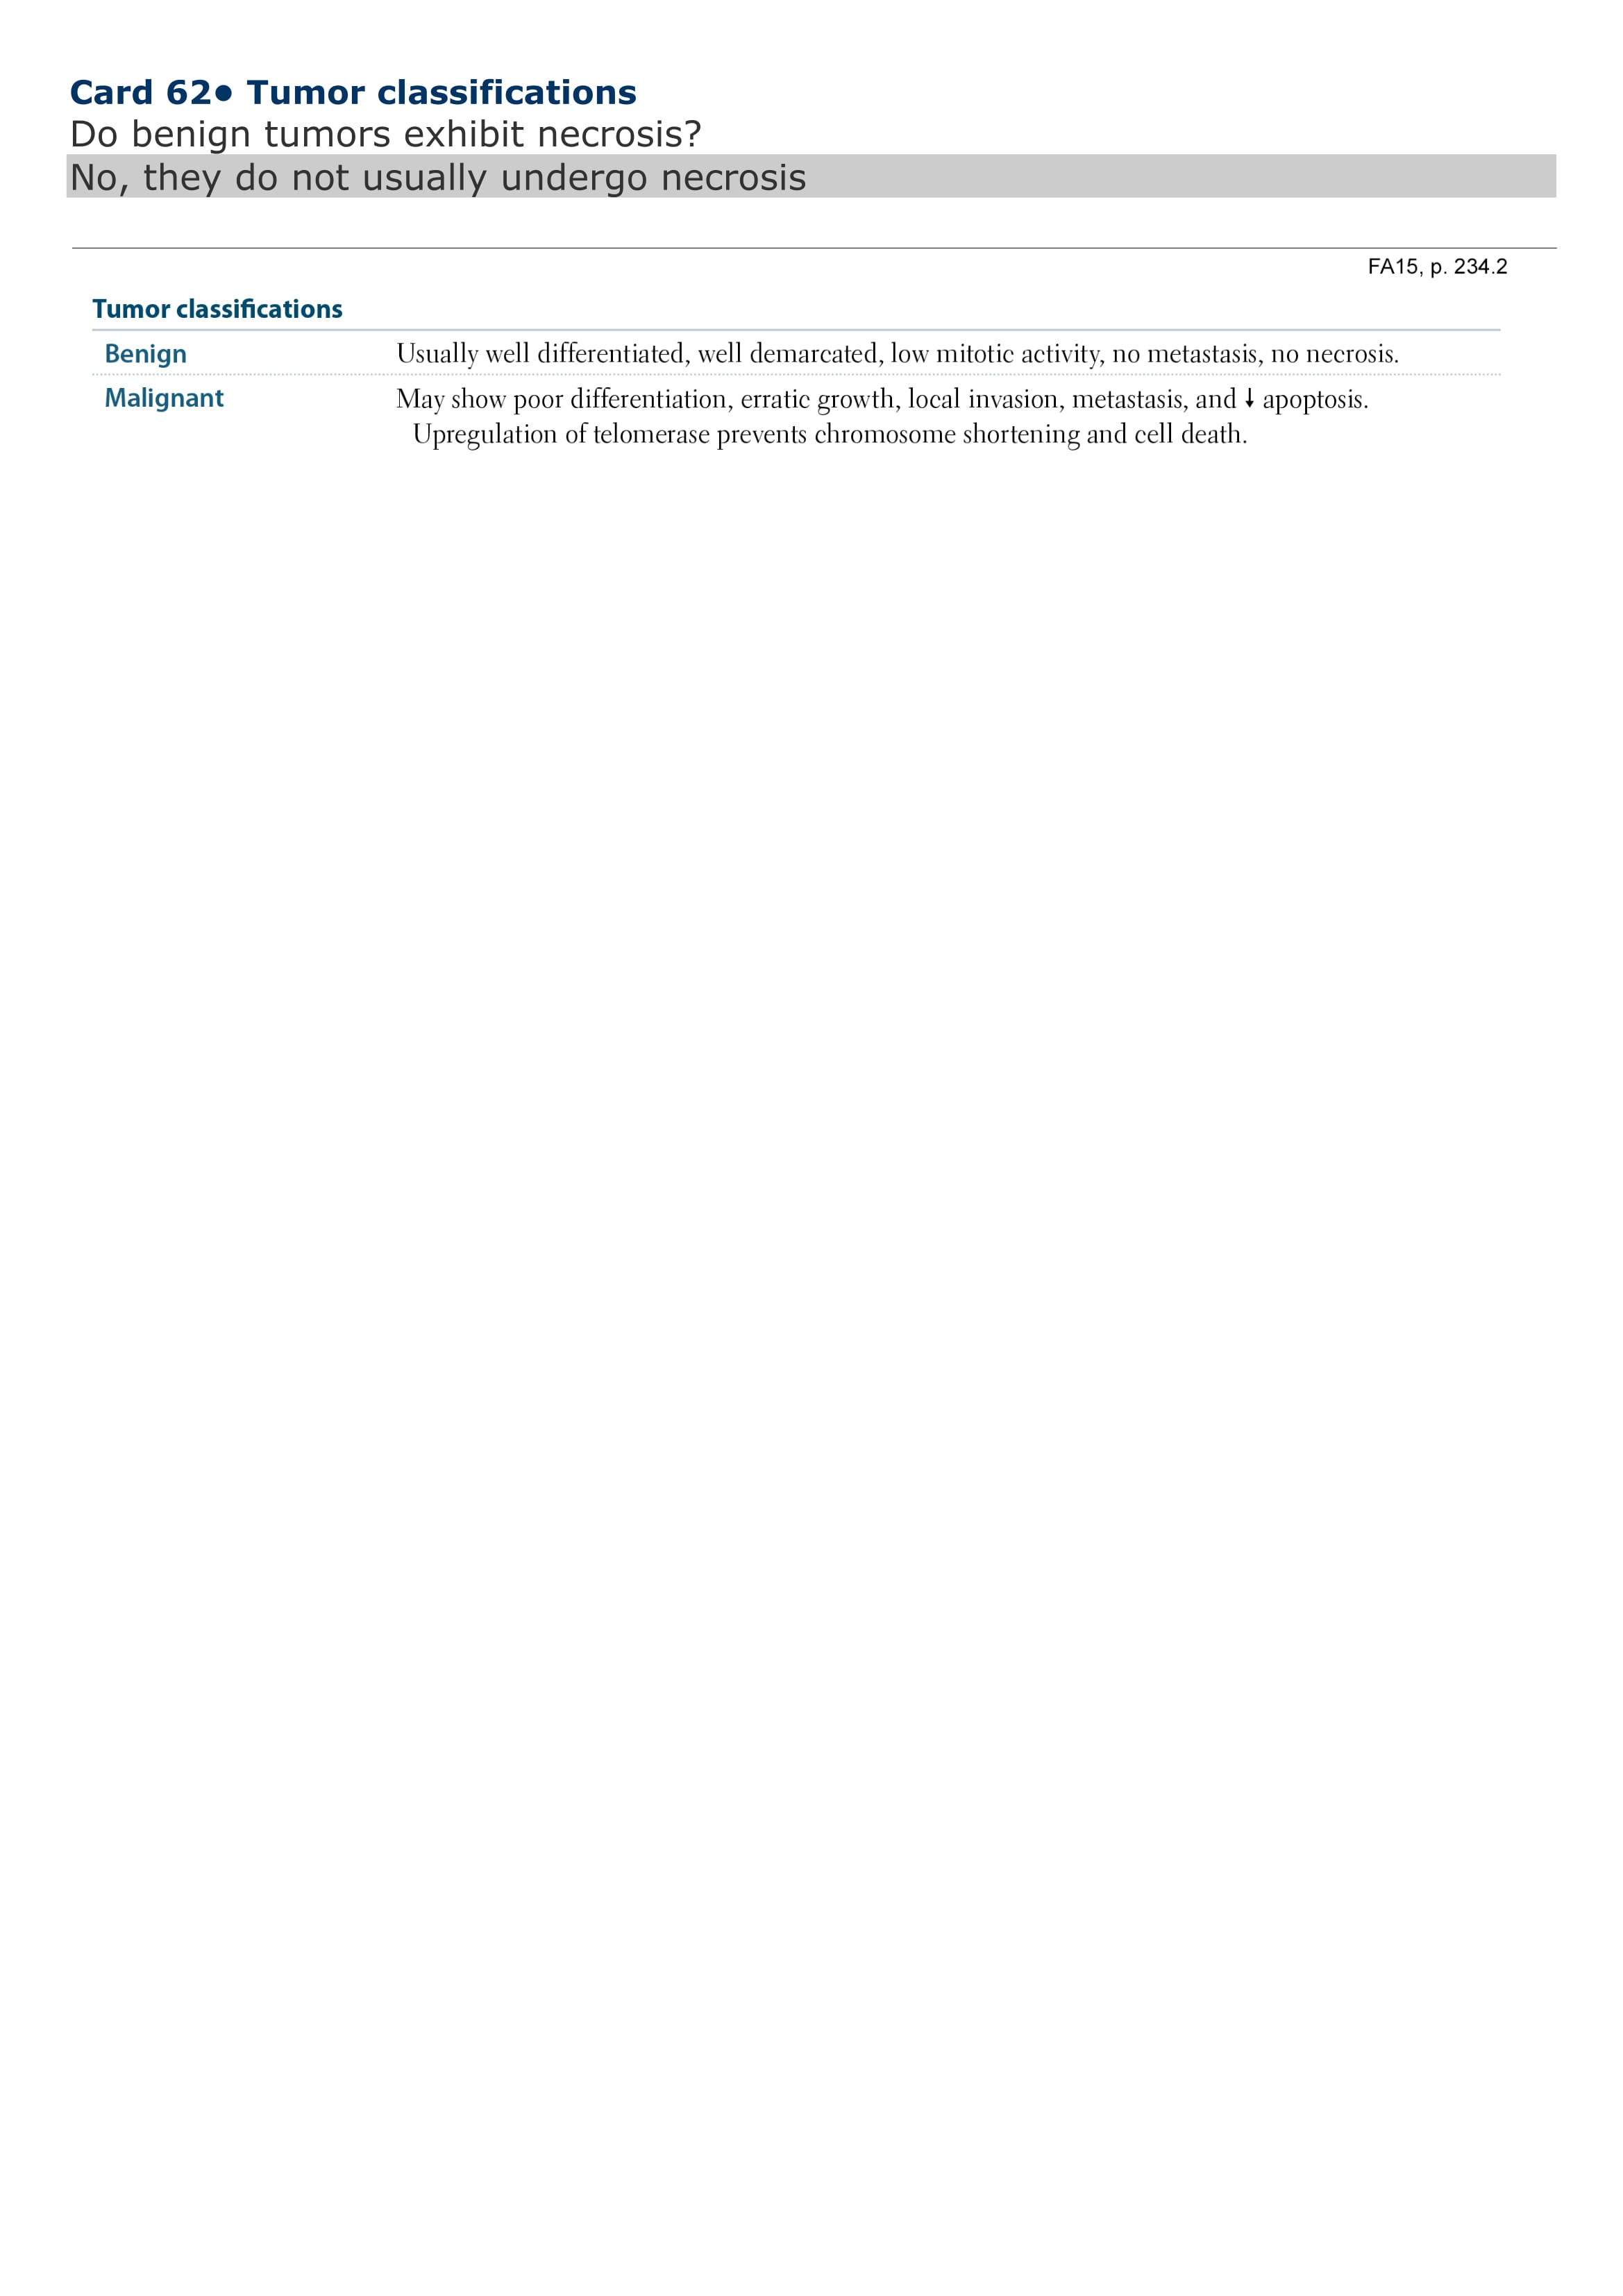 Card 62• Tumor classifications
Do benign tumors exhibit necrosis?
No, they do not usually undergo necrosis
FA15, p. 234.2
Tumor classifications
Benign Usually well differentiated, well demarcated, low mitotic activity, no metastasis, no necrosis.
Malignant May show poor differentiation, erratic growth, local invasion, metastasis, and ↓ apoptosis.
Upregulation of telomerase prevents chromosome shortening and cell death.